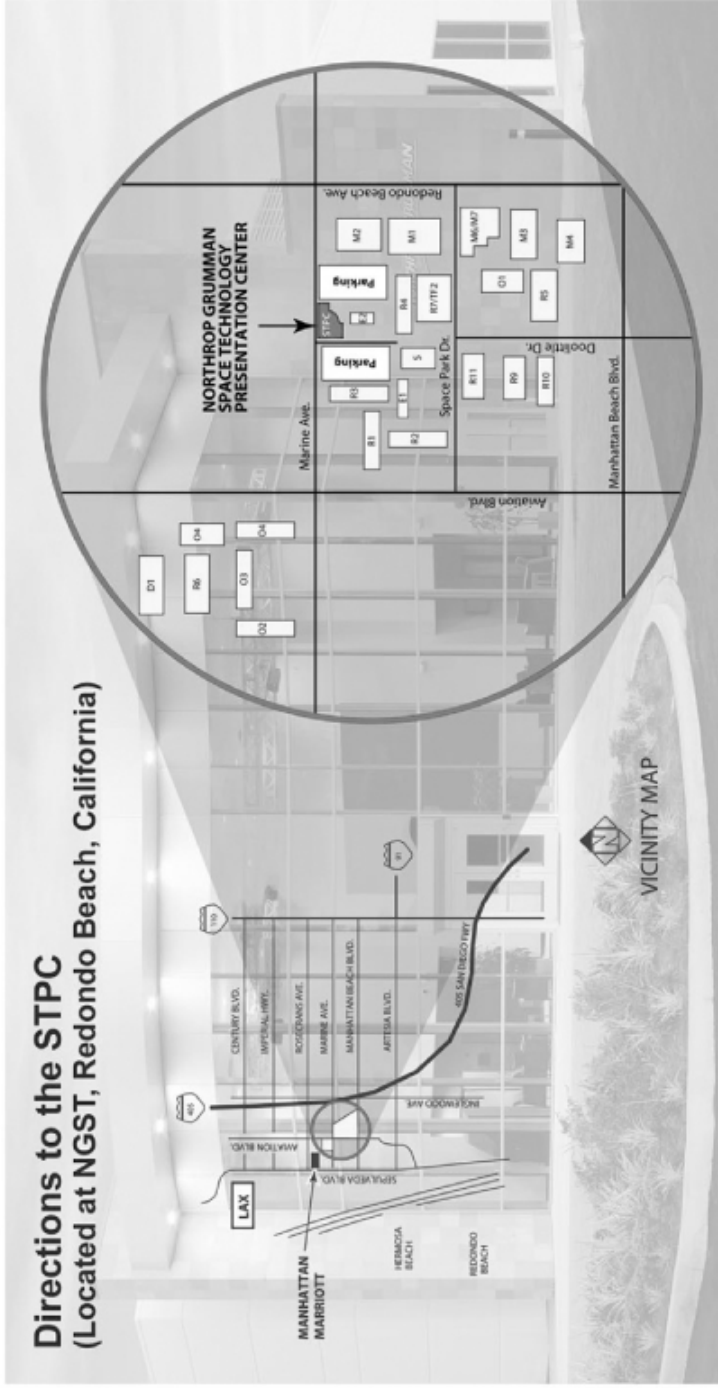 Directions to the STPC
(Located at NGST, Redondo Beach, California)
LAX
MANHATTAN
MARRIOTT
HERMOSA
BEACH
REDONDO
BEACH
SEPULVEDA BLVD.
AVIATION BLVD.
INGLEWOOD AVE
405
110
91
CENTURY BLVD.
IMPERIAL HWY.
ROSECRANS AVE.
MARINE AVE.
MANHATTAN BEACH BLVD.
ARTESIA BLVD.
405 SAN DIEGO FWY
N
VICINITY MAP
NORTHROP GRUMMAN
SPACE TECHNOLOGY
PRESENTATION CENTER
D1
R6
O4
O2
O3
O4
Marine Ave.
Aviation Blvd.
STPC
Parking
Parking
R1
R3
R2
E1
S
E2
R4
R7/TF2
M2
M1
Redondo Beach Ave.
Space Park Dr.
R11
R9
R10
Doolittle Dr.
O1
R5
M6/M7
M3
M4
Manhattan Beach Blvd.